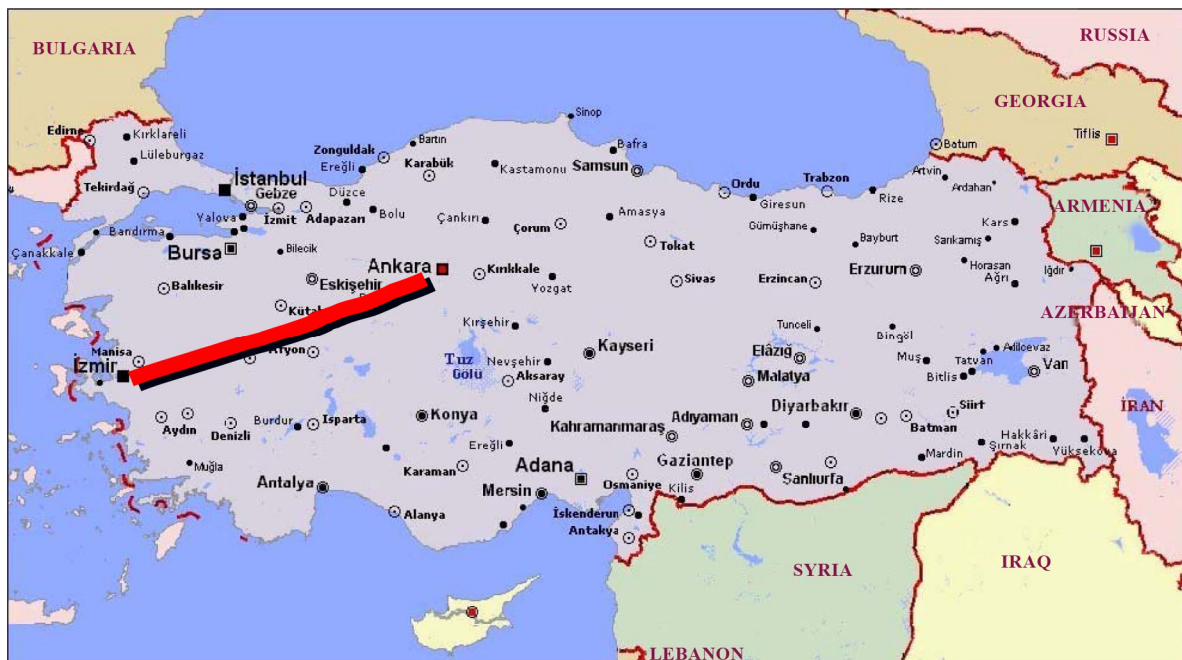 BULGARIA
RUSSIA
GEORGIA
Tiflis
Edirne
Kırklareli
Lüleburgaz
Tekirdağ
İstanbul
Gebze
İzmit
Adapazarı
Yalova
Zonguldak
Ereğli
Düzce
Bolu
Bartın
Karabük
Kastamonu
Sinop
Bafra
Samsun
Ordu
Giresun
Trabzon
Rize
Batum
Artvin
Ardahan
ARMENIA
Çanakkale
Bandırma
Bursa
Bilecik
Çankırı
Çorum
Amasya
Tokat
Gümüşhane
Bayburt
Kars
Sarıkamış
Horasan
Ağrı
Iğdır
Balıkesir
Eskişehir
Ankara
Kırıkkale
Yozgat
Sivas
Erzincan
Erzurum
AZERBAIJAN
Kırşehir
Tuz
Gölü
Nevşehir
Aksaray
Niğde
Kayseri
Tunceli
Elâzığ
Malatya
Bingöl
Muş
Tatvan
Adilcevaz
Bitlis
Van
İRAN
Manisa
İzmir
Afyon
Aydın
Denizli
Burdur
Isparta
Konya
Ereğli
Kahramanmaraş
Adıyaman
Diyarbakır
Batman
Siirt
Hakkâri
Şırnak
Yüksekova
Mardin
Muğla
Antalya
Karaman
Alanya
Mersin
Adana
Osmaniye
Gaziantep
Kilis
Sanlıurfa
İskenderun
Antakya
SYRIA
IRAQ
LEBANON